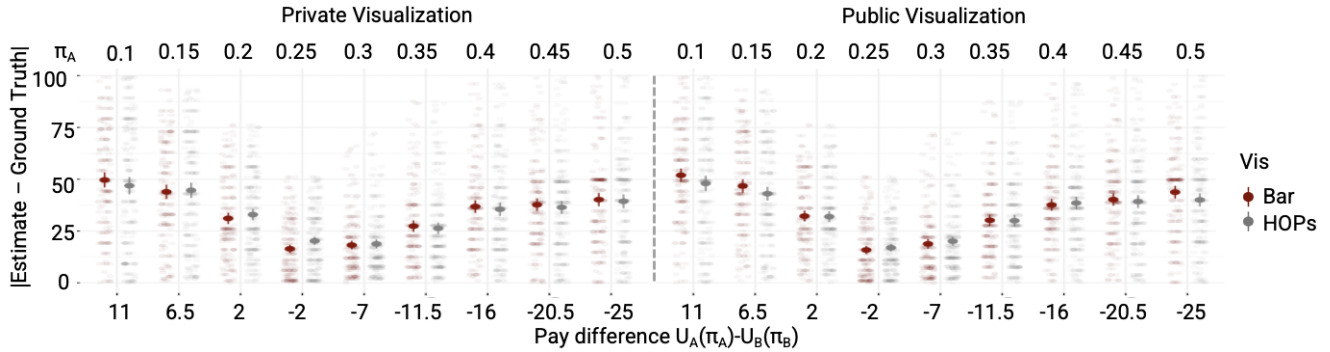 Private Visualization Public Visualization
πA 0.1 0.15 0.2 0.25 0.3 0.35 0.4 0.45 0.5 0.1 0.15 0.2 0.25 0.3 0.35 0.4 0.45 0.5
|Estimate – Ground Truth|
100
75
50
25
0
Vis
Bar
HOPs
11 6.5 2 -2 -7 -11.5 -16 -20.5 -25 11 6.5 2 -2 -7 -11.5 -16 -20.5 -25
Pay difference UA(πA)-UB(πB)